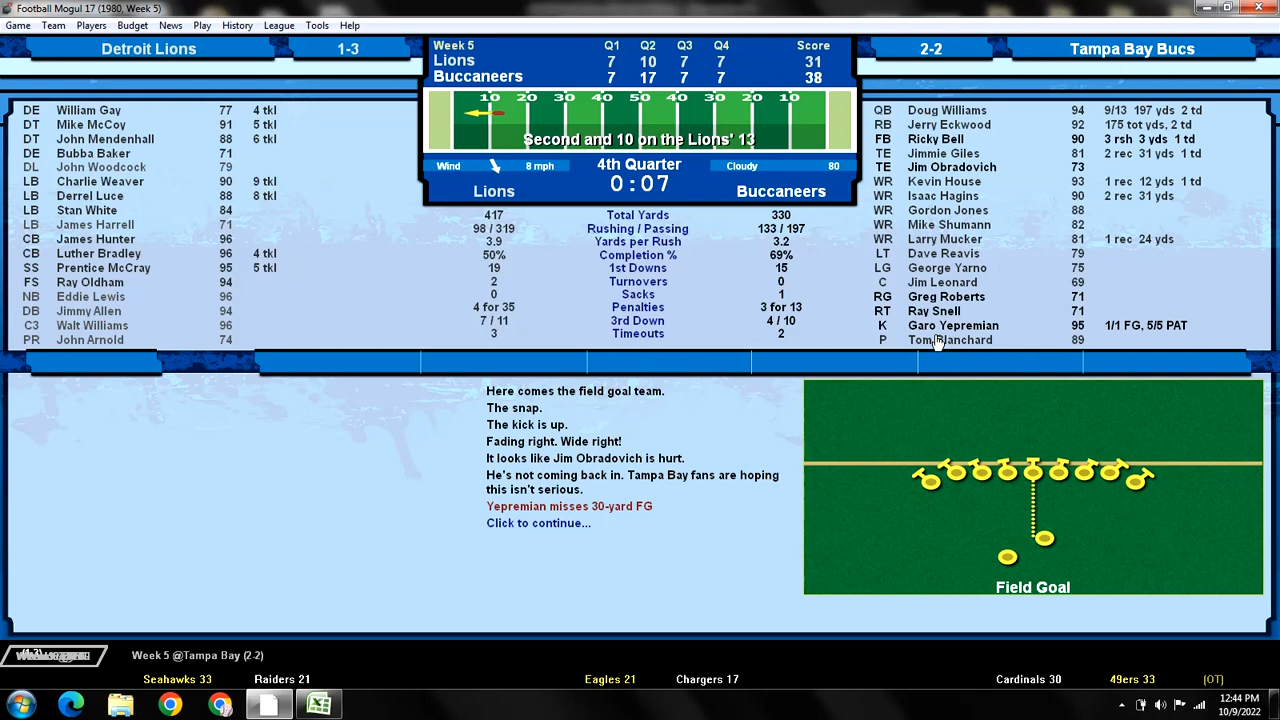 Football Mogul 17 (1980, Week 5)
Game Team Players Budget News Play History League Tools Help
Detroit Lions 1-3
Week 5 Q1 Q2 Q3 Q4 Score
Lions 7 10 7 7 31
Buccaneers 7 17 7 7 38
2-2 Tampa Bay Bucs
10 20 30 40 40 30 20 10
Second and 10 on the Lions' 13
Wind 8 mph 4th Quarter Cloudy 80
Lions 0:07 Buccaneers
417 Total Yards 330
98 / 319 Rushing / Passing 133 / 197
3.9 Yards per Rush 3.2
50% Completion % 69%
19 1st Downs 15
2 Turnovers 0
0 Sacks 1
4 for 35 Penalties 3 for 13
7 / 11 3rd Down 4 / 10
3 Timeouts 2
DE William Gay 77 4 tkl
DT Mike McCoy 91 5 tkl
DT John Mendenhall 88 6 tkl
DE Bubba Baker 71
DL John Woodcock 79
LB Charlie Weaver 90 9 tkl
LB Derrel Luce 88 8 tkl
LB Stan White 84
LB James Harrell 71
CB James Hunter 96
CB Luther Bradley 96 4 tkl
SS Prentice McCray 95 5 tkl
FS Ray Oldham 94
NB Eddie Lewis 96
DB Jimmy Allen 94
C3 Walt Williams 96
PR John Arnold 74
QB Doug Williams 94 9/13 197 yds 2 td
RB Jerry Eckwood 92 175 tot yds, 2 td
FB Ricky Bell 90 3 rsh 3 yds 1 td
TE Jimmie Giles 81 2 rec 31 yds 1 td
TE Jim Obradovich 73
WR Kevin House 93 1 rec 12 yds 1 td
WR Isaac Hagins 90 2 rec 31 yds
WR Gordon Jones 88
WR Mike Shumann 82
WR Larry Mucker 81 1 rec 24 yds
LT Dave Reavis 79
LG George Yarno 75
C Jim Leonard 69
RG Greg Roberts 71
RT Ray Snell 71
K Garo Yepremian 95 1/1 FG, 5/5 PAT
P Tom Blanchard 89
Here comes the field goal team.
The snap.
The kick is up.
Fading right. Wide right!
It looks like Jim Obradovich is hurt.
He's not coming back in. Tampa Bay fans are hoping
this isn't serious.
Yepremian misses 30-yard FG
Click to continue...
Field Goal
Week 5 @Tampa Bay (2-2)
Seahawks 33 Raiders 21 Eagles 21 Chargers 17 Cardinals 30 49ers 33 (OT)
12:44 PM
10/9/2022